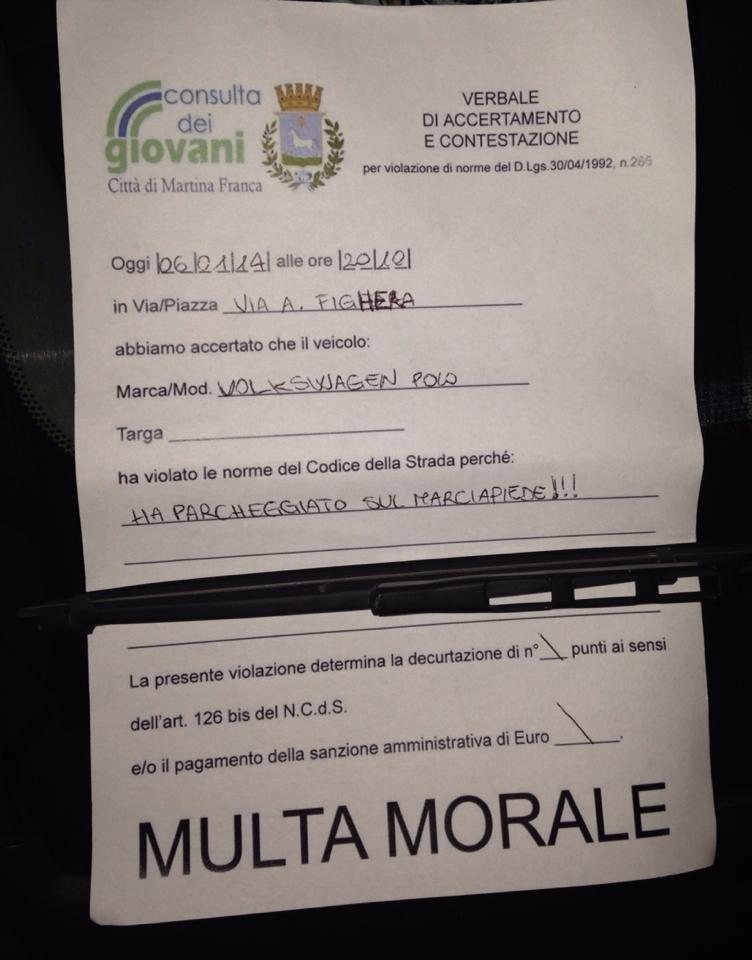 consulta
dei
giovani
Città di Martina Franca
VERBALE
DI ACCERTAMENTO
E CONTESTAZIONE
per violazione di norme del D.Lgs.30/04/1992, n.285
Oggi |06|01|14| alle ore |20|10|
in Via/Piazza VIA A. FIGHERA
abbiamo accertato che il veicolo:
Marca/Mod. VOLKSWAGEN POLO
Targa
ha violato le norme del Codice della Strada perché:
HA PARCHEGGIATO SUL MARCIAPIEDE!!!
La presente violazione determina la decurtazione di n° \ punti ai sensi
dell'art. 126 bis del N.C.d.S.
e/o il pagamento della sanzione amministrativa di Euro \.
MULTA MORALE